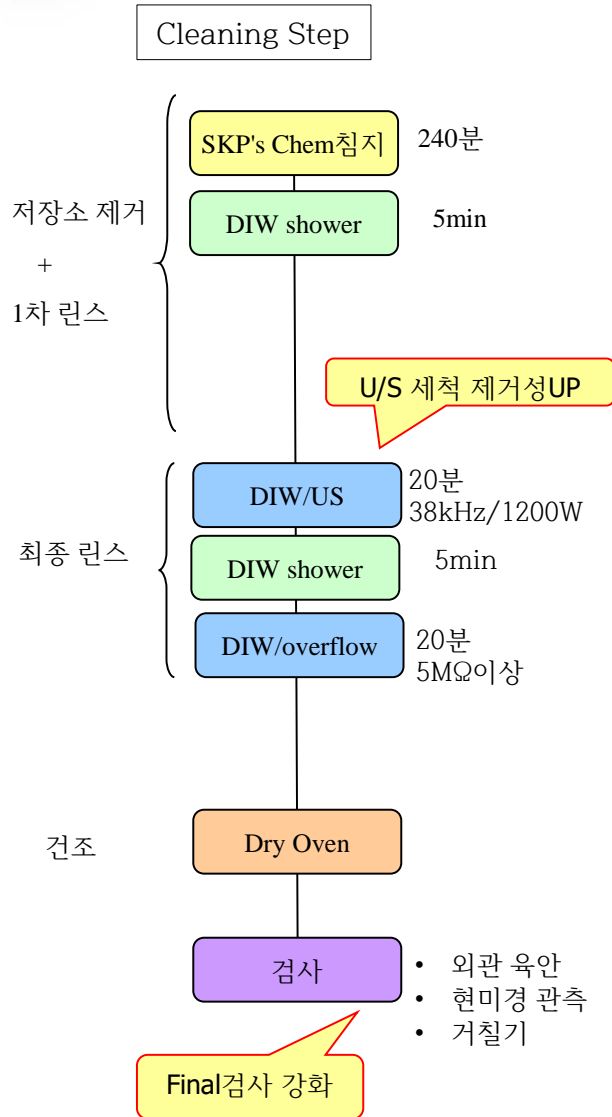 Cleaning Step
SKP's Chem침지
240분
DIW shower
5min
저장소 제거
+
1차 린스
U/S 세척 제거성UP
DIW/US
20분
38kHz/1200W
최종 린스
DIW shower
5min
DIW/overflow
20분
5MΩ이상
건조
Dry Oven
검사
• 외관 육안
• 현미경 관측
• 거칠기
Final검사 강화